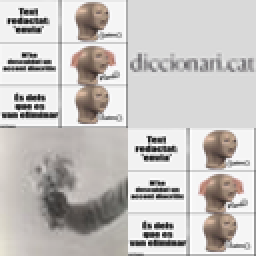 Text
redactat:
'envia'
M'he
descuidat un
accent diacrític
És dels
que es
van eliminar
diccionari.cat
Text
redactat:
'envia'
M'he
descuidat un
accent diacrític
És dels
que es
van eliminar